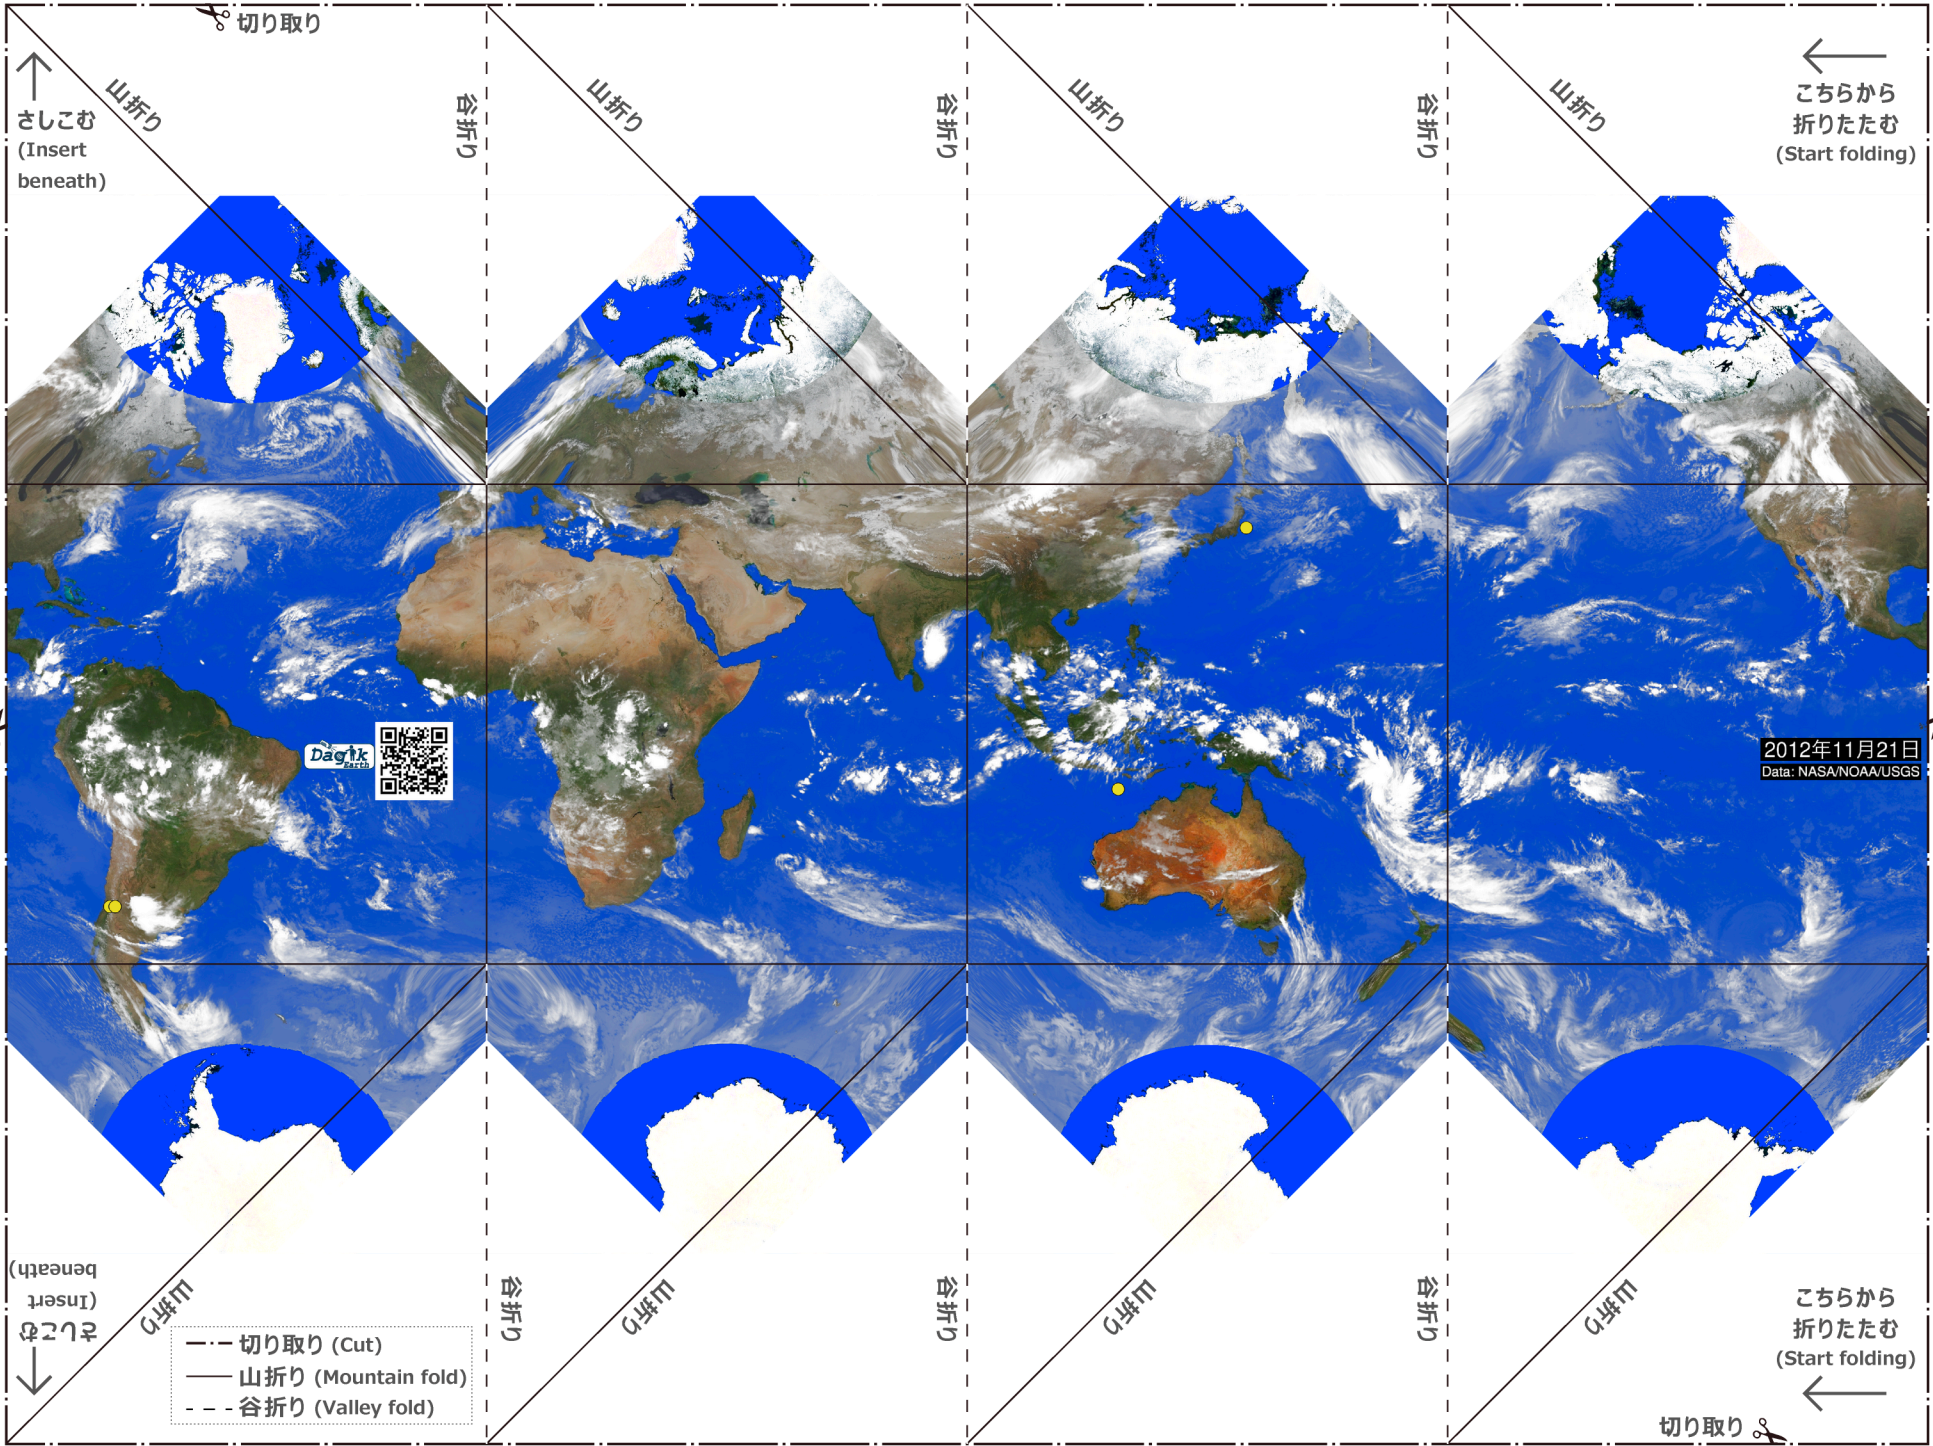 切り取り
山折り
谷折り
山折り
谷折り
山折り
谷折り
山折り
さしこむ
(Insert
beneath)
こちらから
折りたたむ
(Start folding)
Dagik
Earth
2012年11月21日
Data: NASA/NOAA/USGS
さしこむ
(Insert
beneath)
山折り
谷折り
山折り
谷折り
山折り
谷折り
山折り
切り取り (Cut)
山折り (Mountain fold)
谷折り (Valley fold)
こちらから
折りたたむ
(Start folding)
切り取り